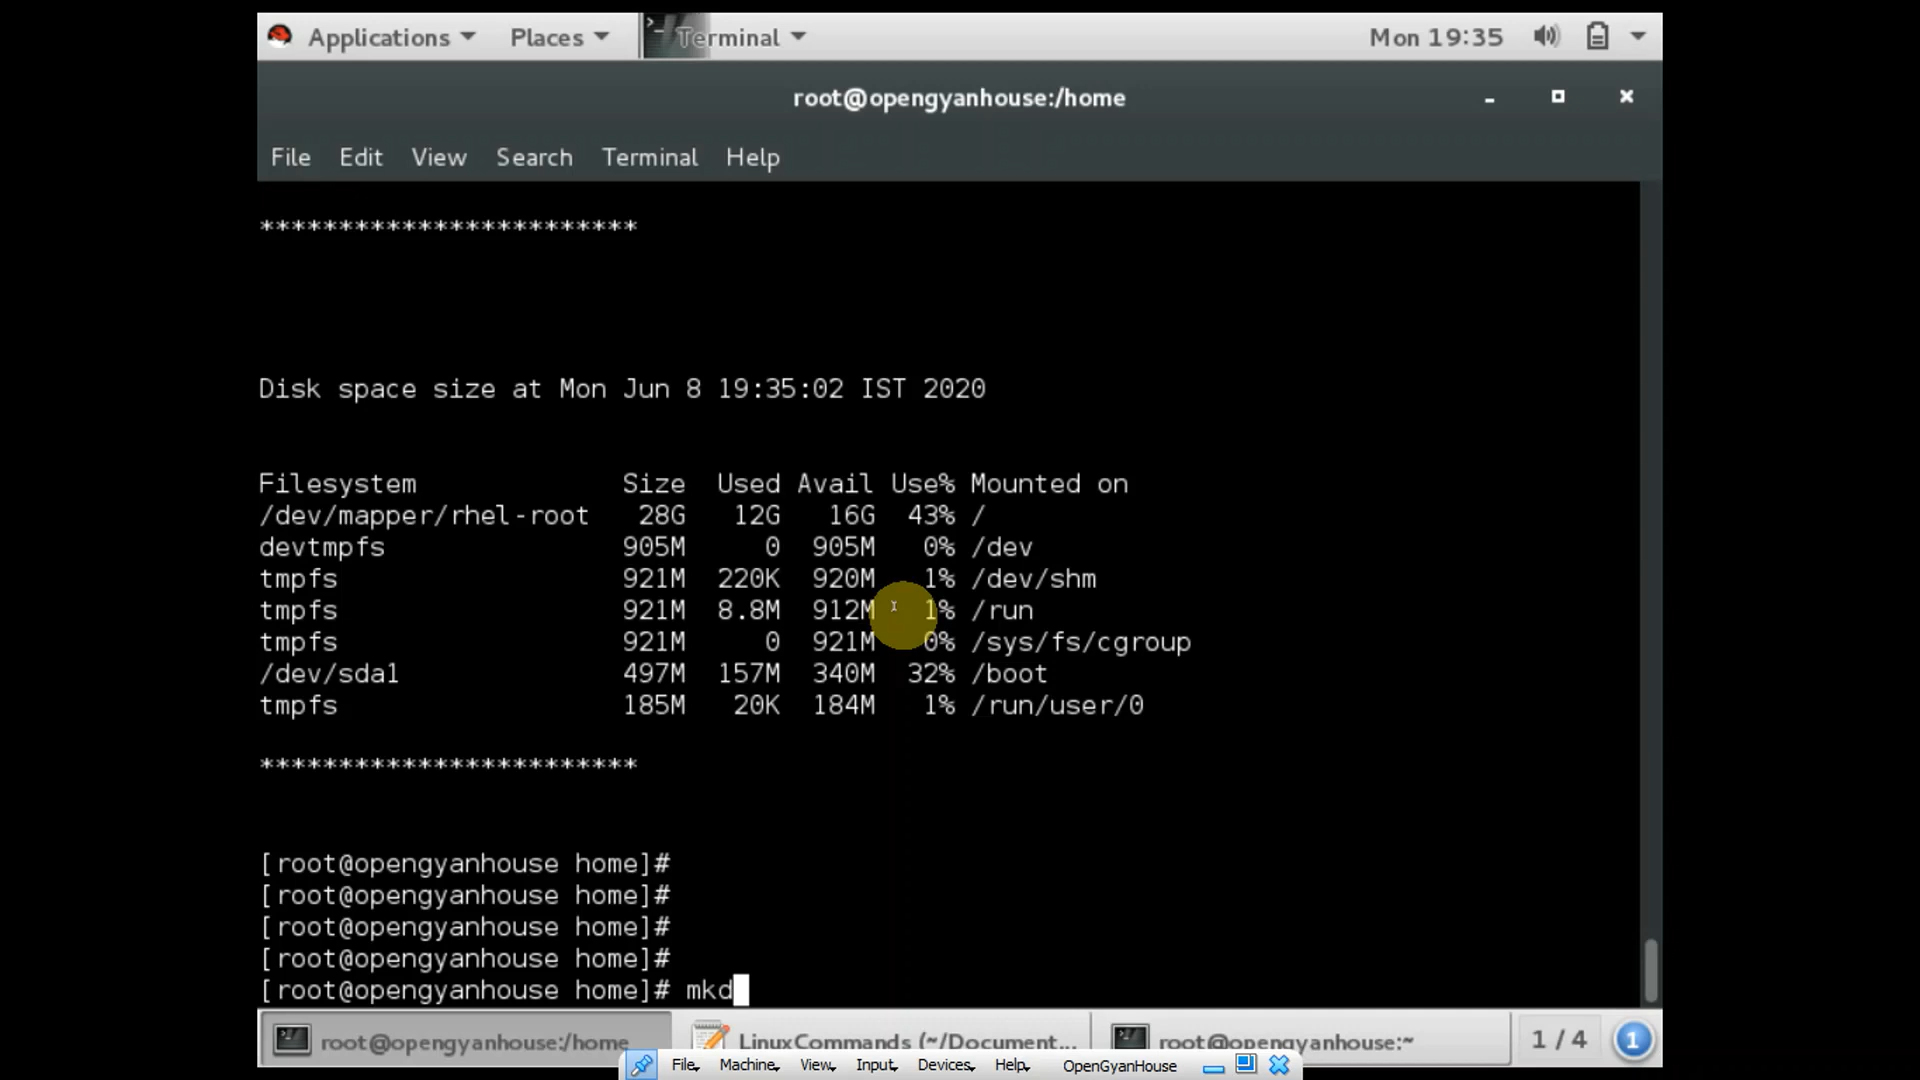 Applications Places Terminal Mon 19:35
root@opengyanhouse:/home
File Edit View Search Terminal Help
************************
Disk space size at Mon Jun 8 19:35:02 IST 2020
Filesystem Size Used Avail Use% Mounted on
/dev/mapper/rhel-root 28G 12G 16G 43% /
devtmpfs 905M 0 905M 0% /dev
tmpfs 921M 220K 920M 1% /dev/shm
tmpfs 921M 8.8M 912M 1% /run
tmpfs 921M 0 921M 0% /sys/fs/cgroup
/dev/sda1 497M 157M 340M 32% /boot
tmpfs 185M 20K 184M 1% /run/user/0
************************
[root@opengyanhouse home]#
[root@opengyanhouse home]#
[root@opengyanhouse home]#
[root@opengyanhouse home]#
[root@opengyanhouse home]# mkd
root@opengyanhouse:/home LinuxCommands (~/Document... root@opengyanhouse:~ 1 / 4 1
File Machine View Input Devices Help OpenGyanHouse